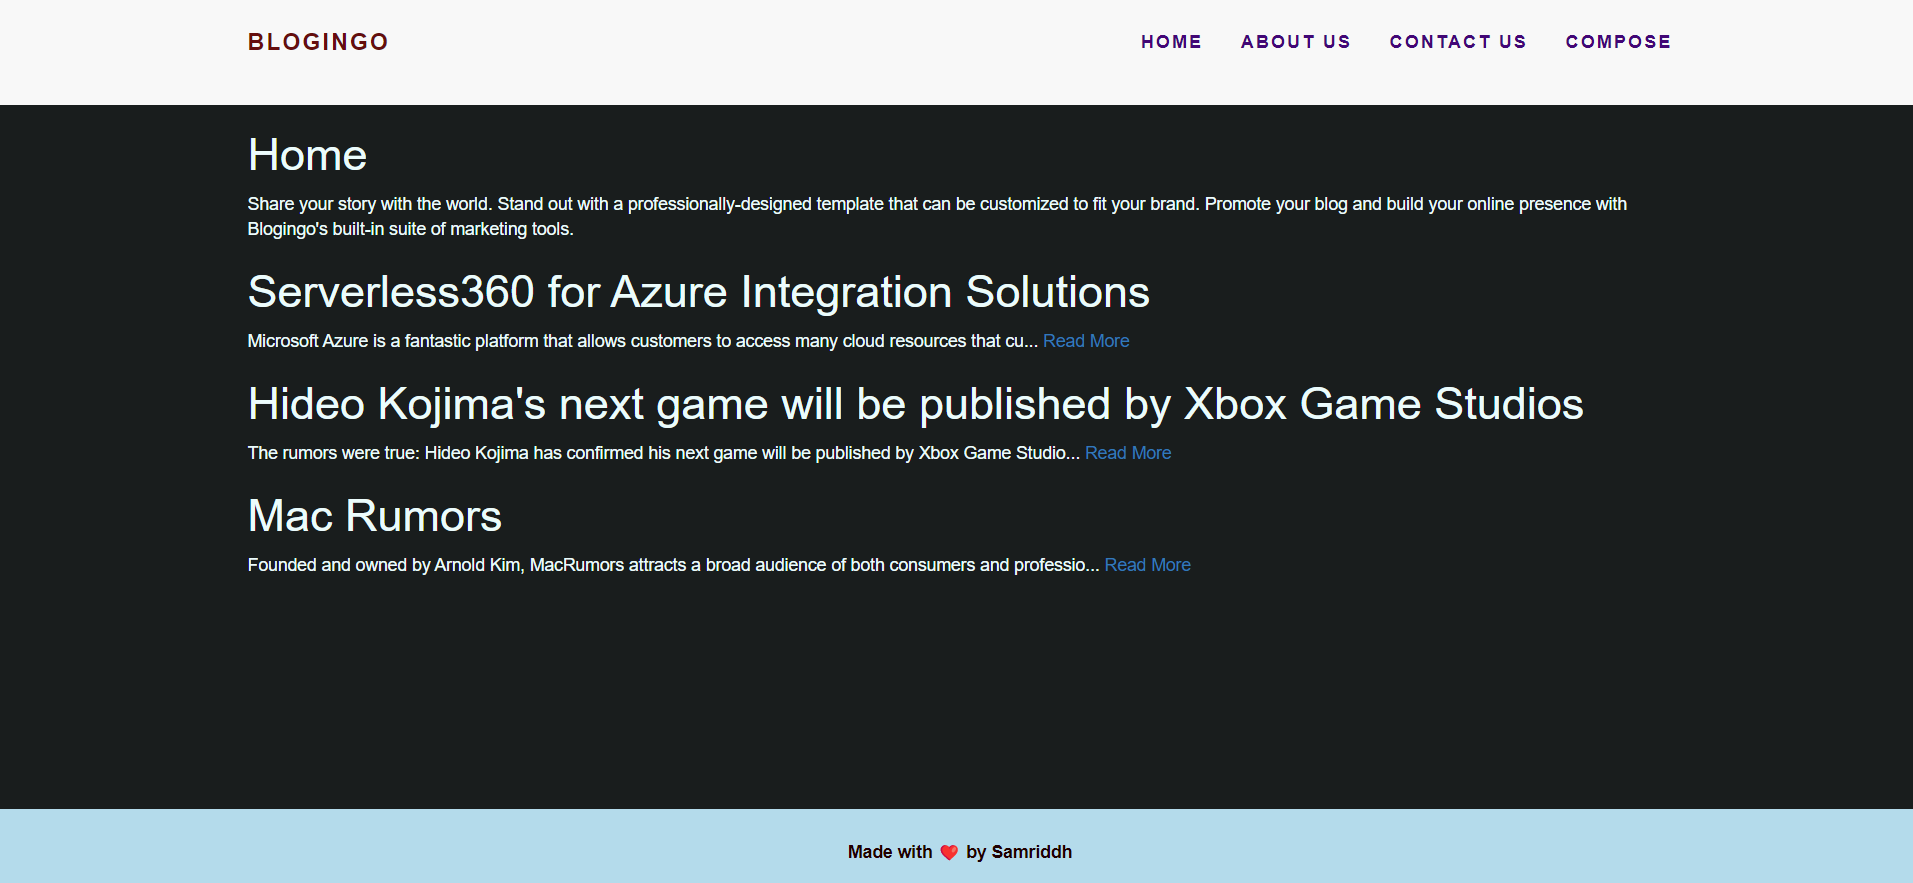 BLOGINGO
HOME ABOUT US CONTACT US COMPOSE
Home
Share your story with the world. Stand out with a professionally-designed template that can be customized to fit your brand. Promote your blog and build your online presence with
Blogingo's built-in suite of marketing tools.
Serverless360 for Azure Integration Solutions
Microsoft Azure is a fantastic platform that allows customers to access many cloud resources that cu... Read More
Hideo Kojima's next game will be published by Xbox Game Studios
The rumors were true: Hideo Kojima has confirmed his next game will be published by Xbox Game Studio... Read More
Mac Rumors
Founded and owned by Arnold Kim, MacRumors attracts a broad audience of both consumers and professio... Read More
Made with ❤️ by Samriddh